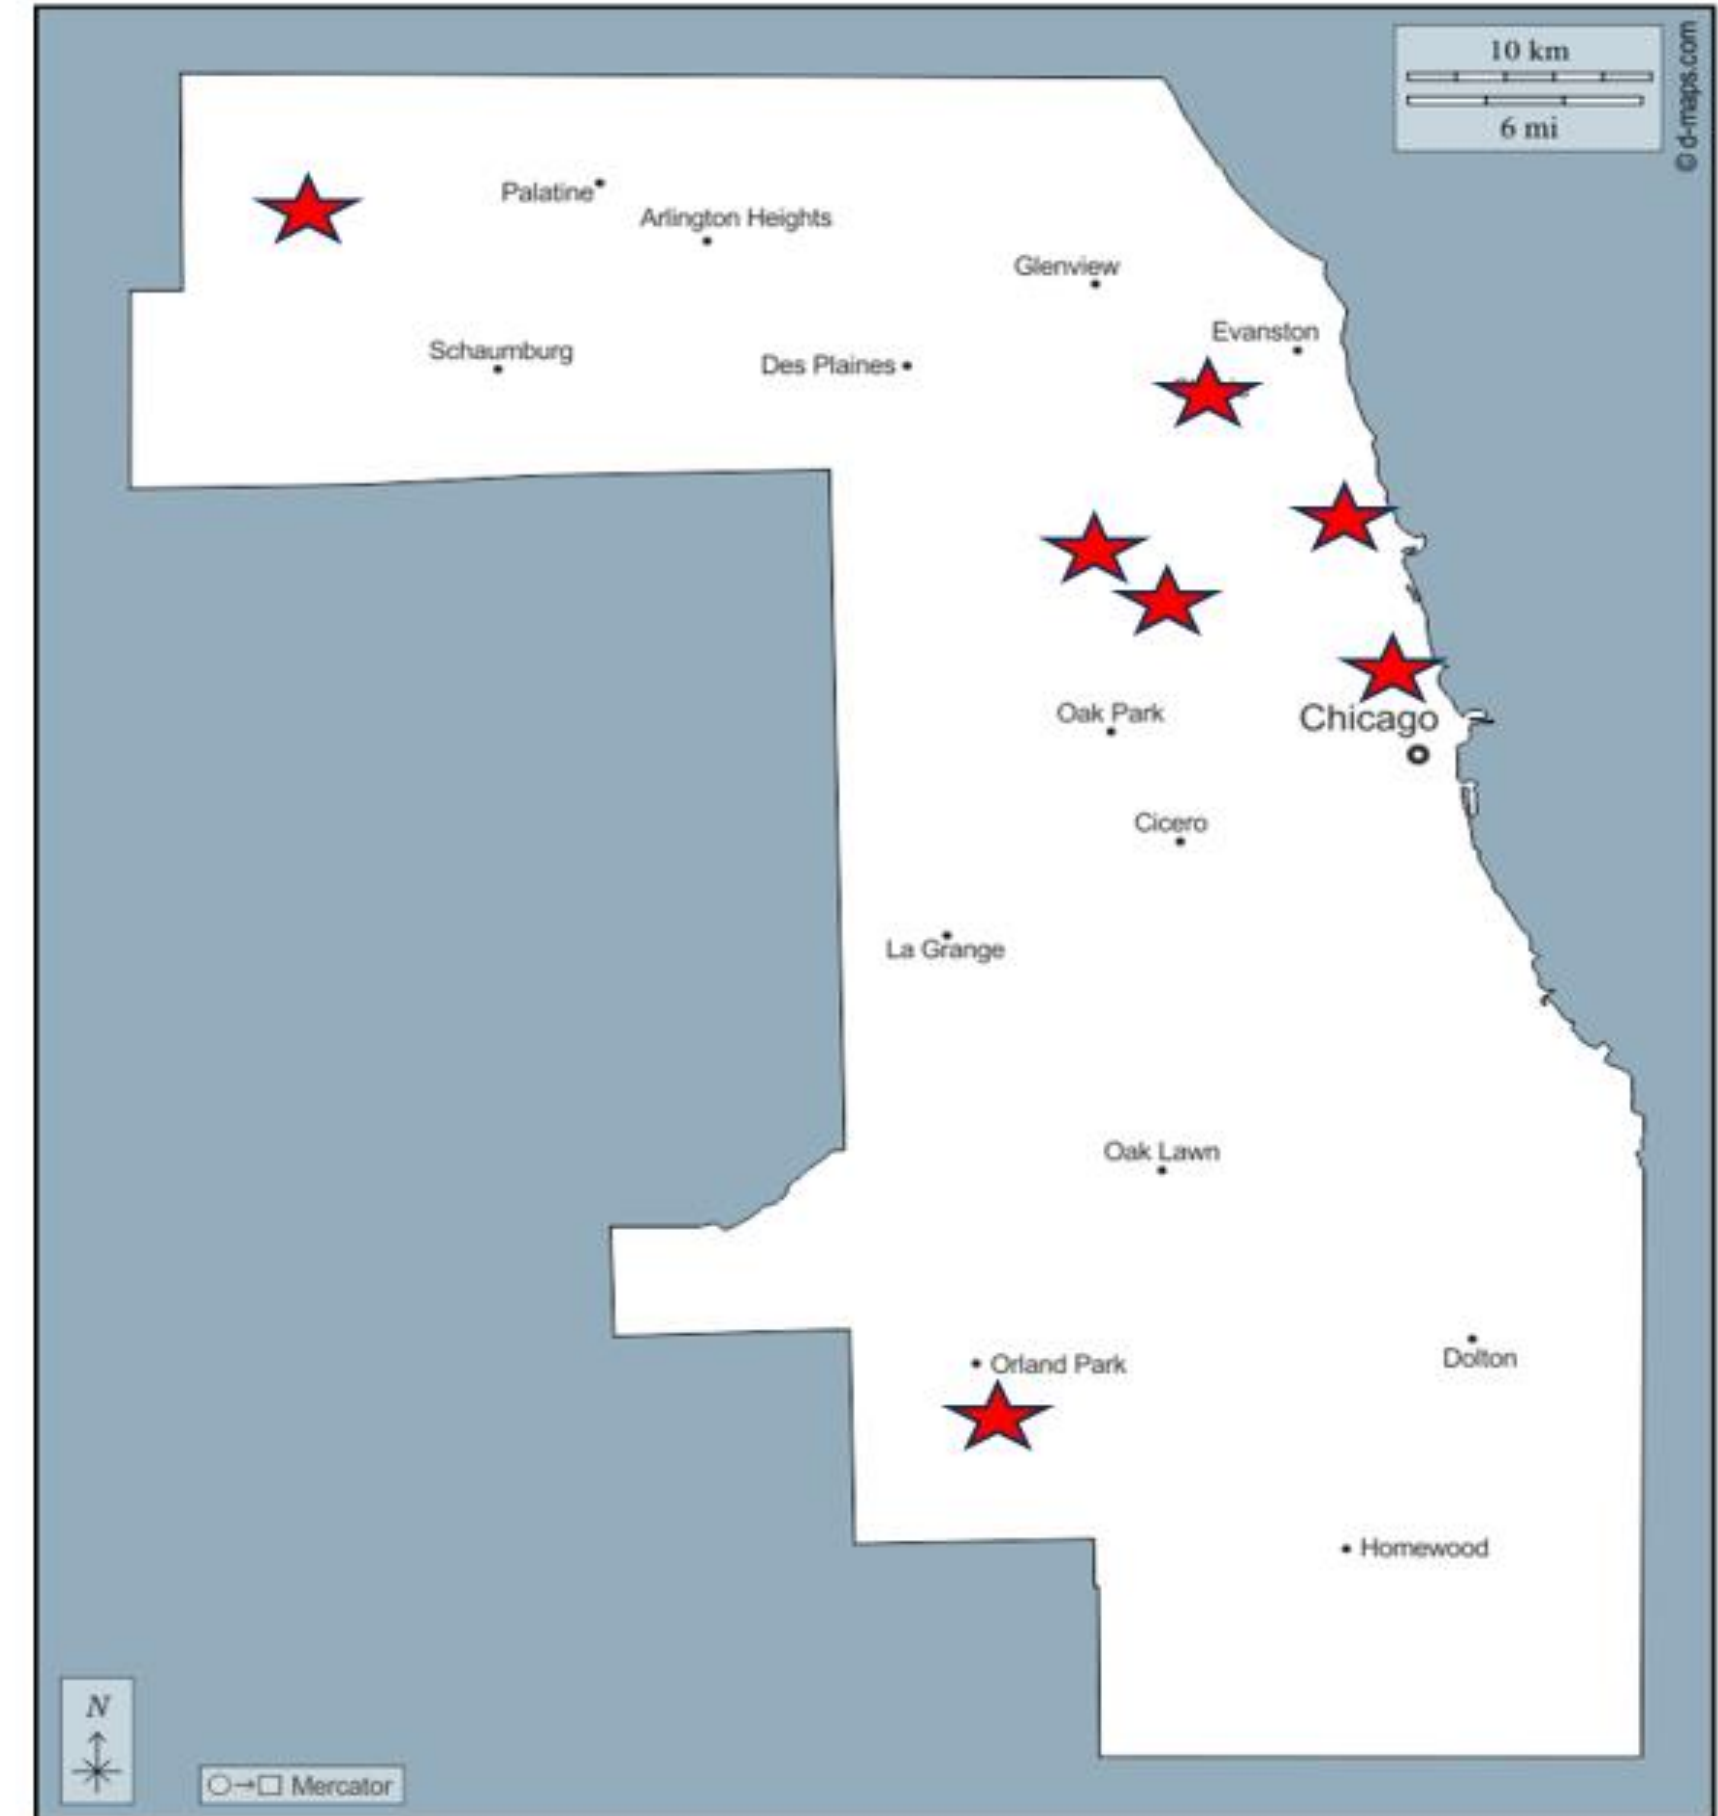 10 km
6 mi
© d-maps.com
Palatine
Arlington Heights
Glenview
Evanston
Schaumburg
Des Plaines
Oak Park
Chicago
Cicero
La Grange
Oak Lawn
Orland Park
Dolton
Homewood
N
Mercator